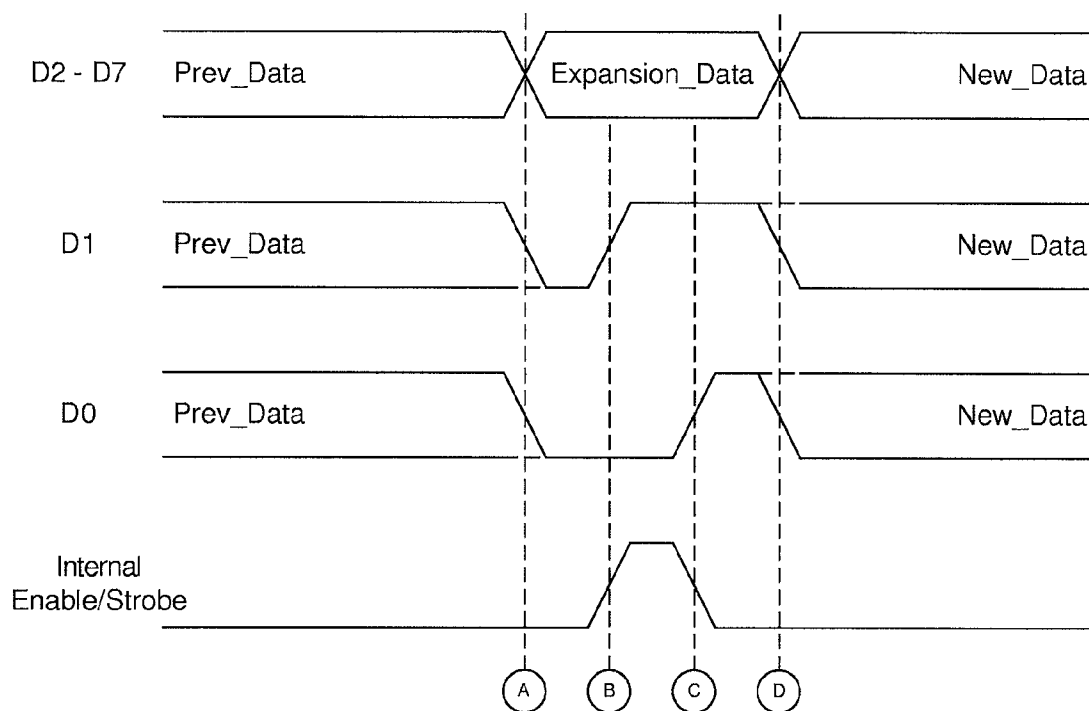 D2 - D7 Prev_Data Expansion_Data New_Data
D1 Prev_Data New_Data
D0 Prev_Data New_Data
Internal
Enable/Strobe
A B C D